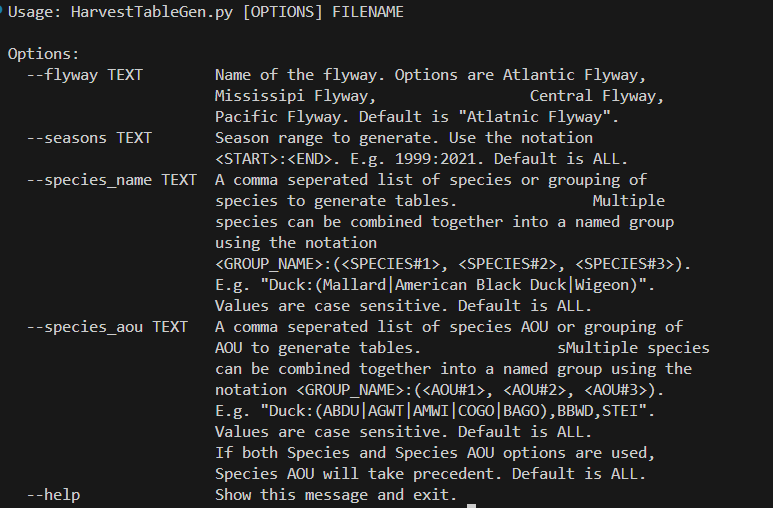 Usage: HarvestTableGen.py [OPTIONS] FILENAME
Options:
--flyway TEXT Name of the flyway. Options are Atlantic Flyway,
Mississipi Flyway, Central Flyway,
Pacific Flyway. Default is "Atlatnic Flyway".
--seasons TEXT Season range to generate. Use the notation
<START>:<END>. E.g. 1999:2021. Default is ALL.
--species_name TEXT A comma seperated list of species or grouping of
species to generate tables. Multiple
species can be combined together into a named group
using the notation
<GROUP_NAME>:(<SPECIES#1>, <SPECIES#2>, <SPECIES#3>).
E.g. "Duck:(Mallard|American Black Duck|Wigeon)".
Values are case sensitive. Default is ALL.
--species_aou TEXT A comma seperated list of species AOU or grouping of
AOU to generate tables. sMultiple species
can be combined together into a named group using the
notation <GROUP_NAME>:(<AOU#1>, <AOU#2>, <AOU#3>).
E.g. "Duck:(ABDU|AGWT|AMWI|COGO|BAGO),BBWD,STEI".
Values are case sensitive. Default is ALL.
If both Species and Species AOU options are used,
Species AOU will take precedent. Default is ALL.
--help Show this message and exit.